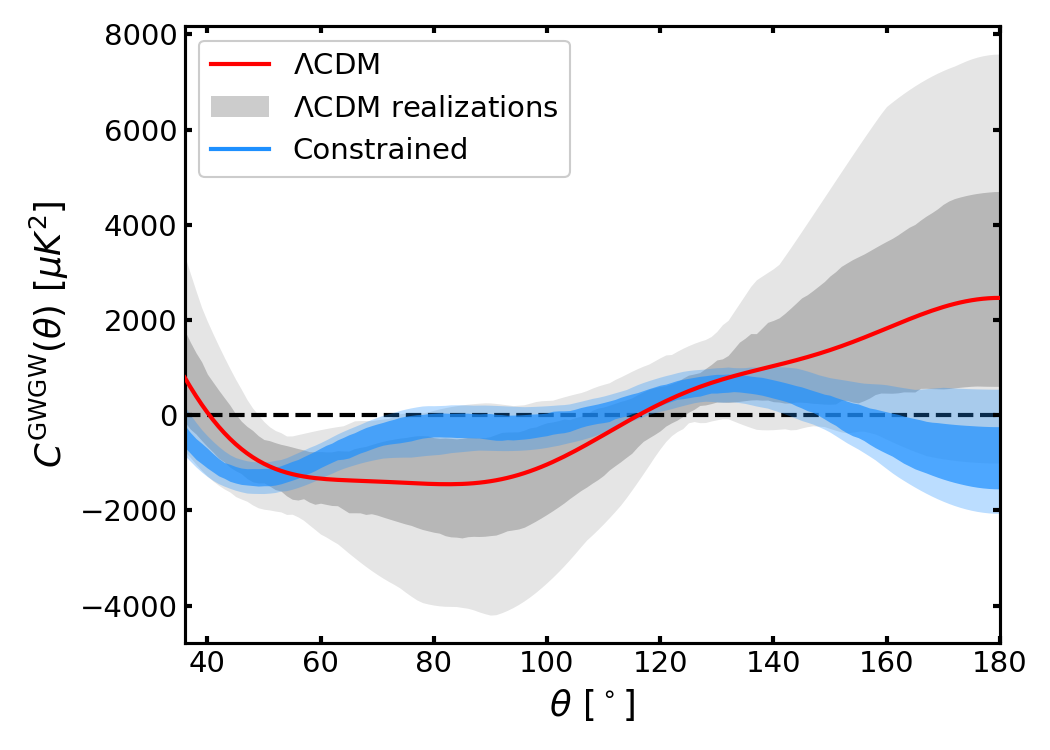 8000
6000
4000
2000
0
−2000
−4000
C^GWGW(θ) [μK²]
ΛCDM
ΛCDM realizations
Constrained
40 60 80 100 120 140 160 180
θ [°]